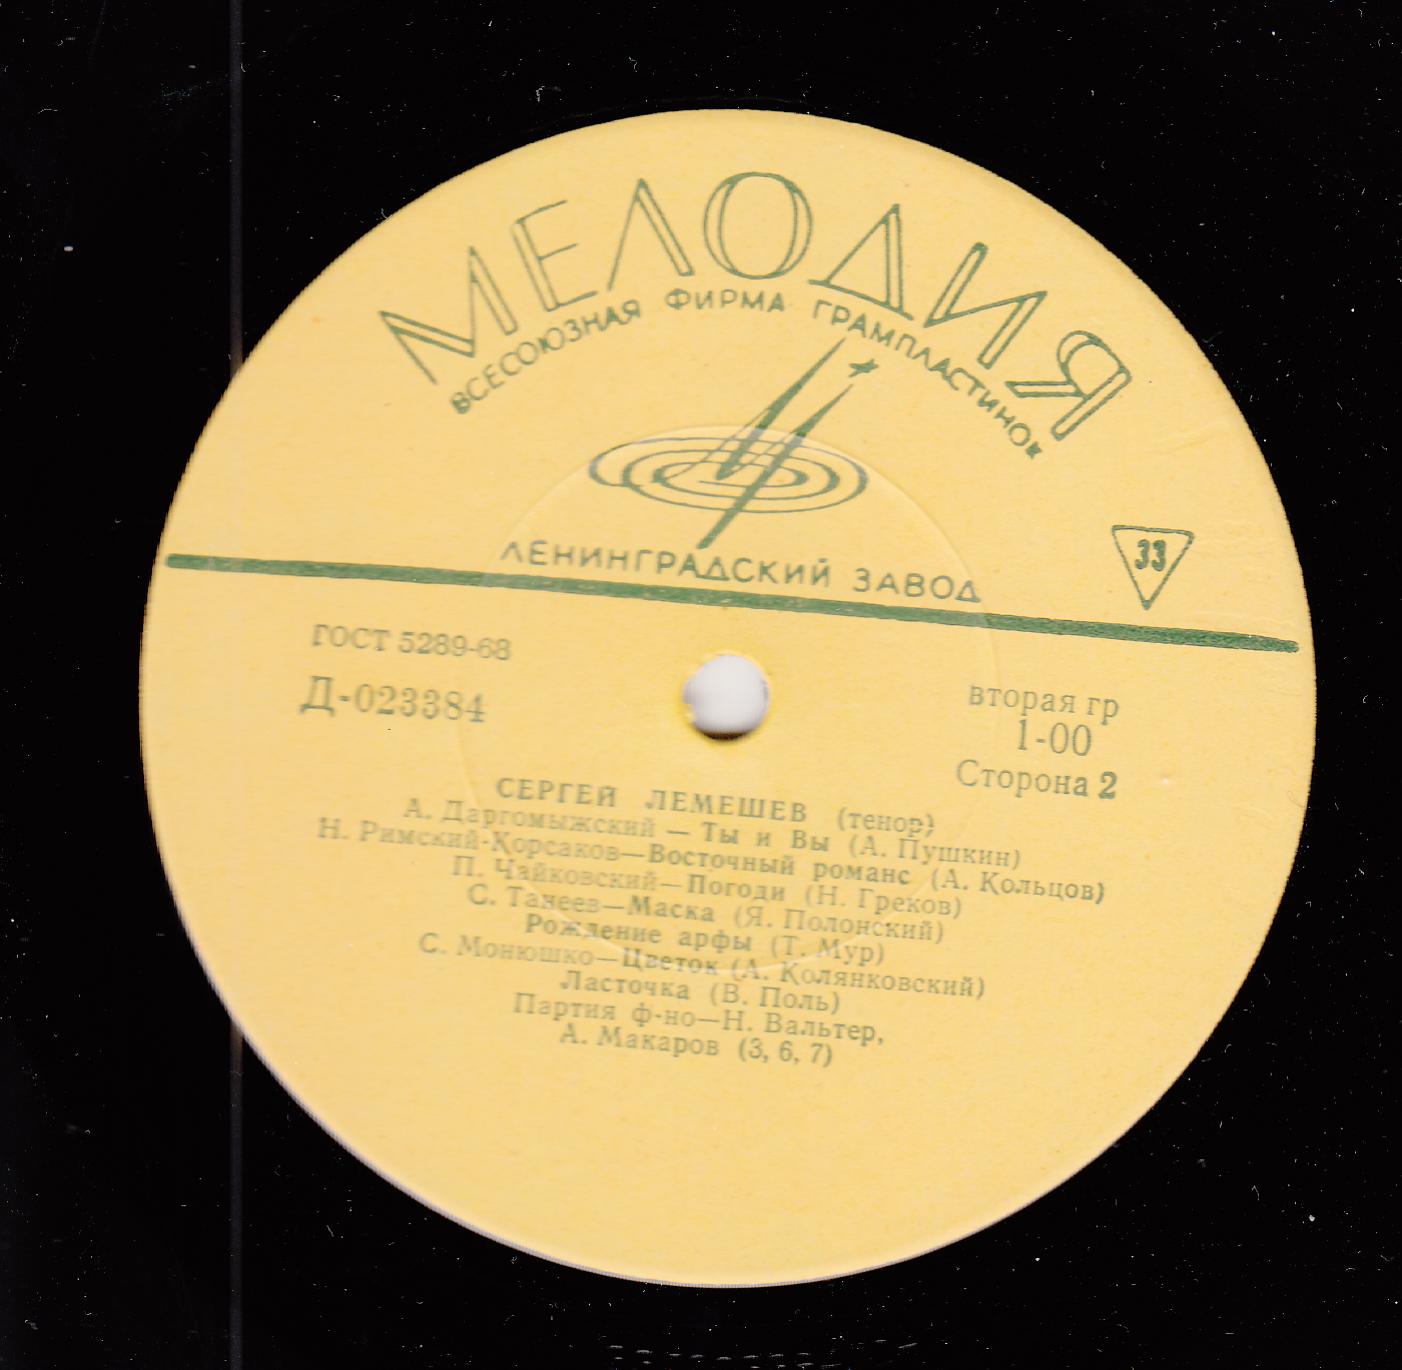 МЕЛОДИЯ
ВСЕСОЮЗНАЯ ФИРМА ГРАМПЛАСТИНОК
ЛЕНИНГРАДСКИЙ ЗАВОД
33
ГОСТ 5289-68
Д-023384
вторая гр
1-00
Сторона 2
СЕРГЕЙ ЛЕМЕШЕВ (тенор)
А. Даргомыжский — Ты и Вы (А. Пушкин)
Н. Римский-Корсаков—Восточный романс (А. Кольцов)
П. Чайковский—Погоди (Н. Греков)
С. Танеев—Маска (Я. Полонский)
Рождение арфы (Т. Мур)
С. Монюшко—Цветок (А. Колянковский)
Ласточка (В. Поль)
Партия ф-но—Н. Вальтер,
А. Макаров (3, 6, 7)